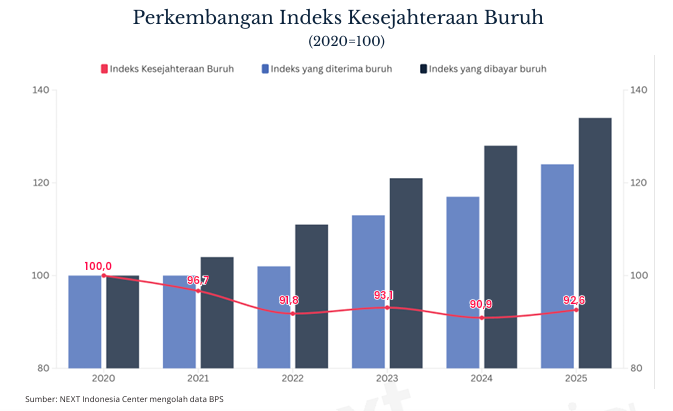 Perkembangan Indeks Kesejahteraan Buruh
(2020=100)
Indeks Kesejahteraan Buruh Indeks yang diterima buruh Indeks yang dibayar buruh
140 140
120 120
100,0 96,7 91,8 93,1 90,9 92,6
100 100
80 80
2020 2021 2022 2023 2024 2025
Sumber: NEXT Indonesia Center mengolah data BPS